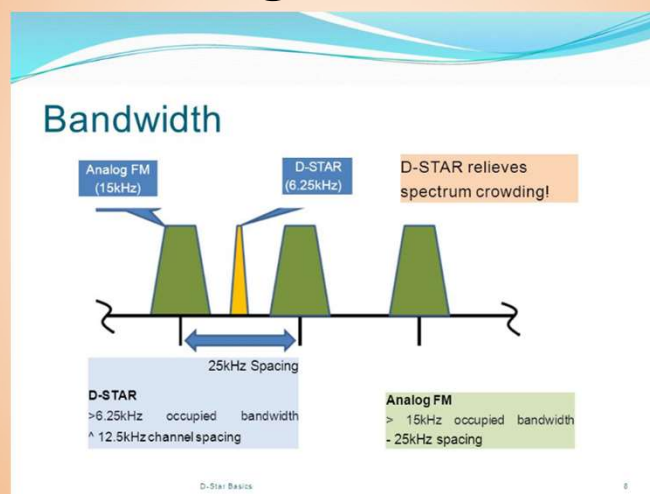 Bandwidth
Analog FM
(15kHz)
D-STAR
(6.25kHz)
D-STAR relieves
spectrum crowding!
25kHz Spacing
D-STAR
>6.25kHz occupied bandwidth
^ 12.5kHz channel spacing
Analog FM
> 15kHz occupied bandwidth
- 25kHz spacing
D-Star Basics
8